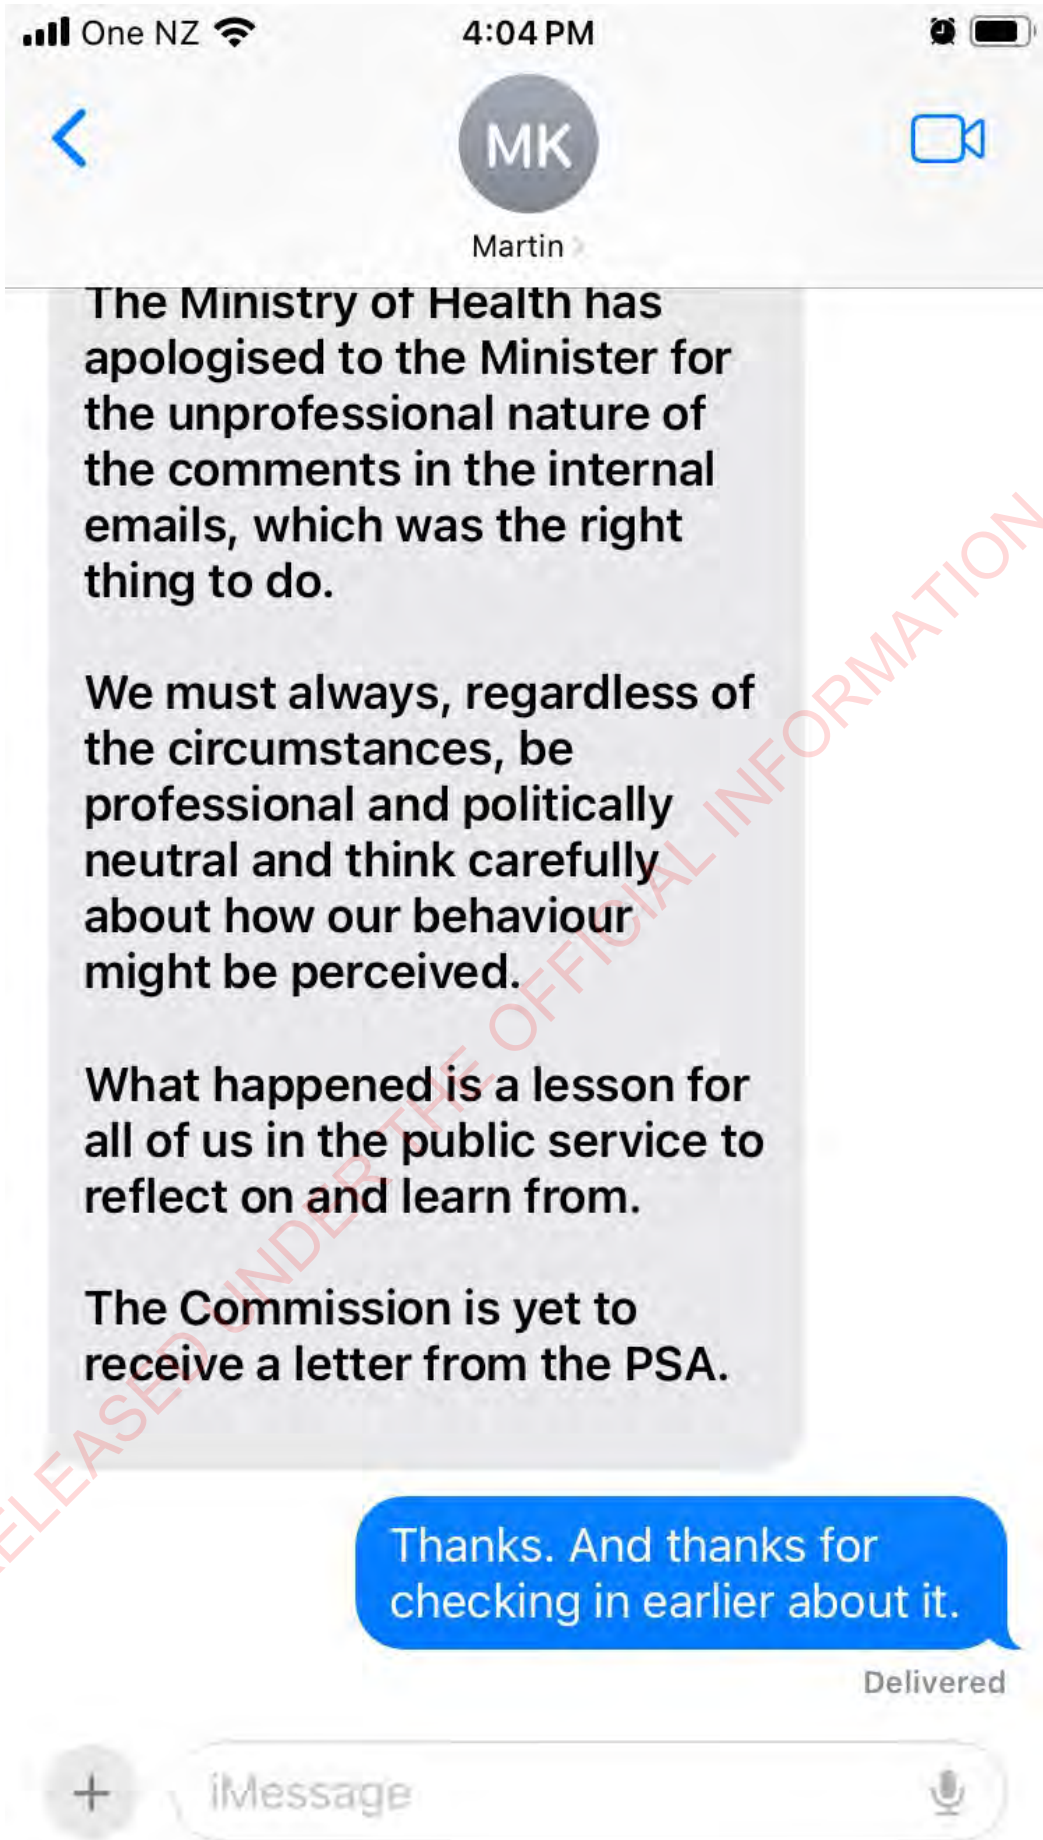 One NZ
4:04 PM
MK
Martin
The Ministry of Health has
apologised to the Minister for
the unprofessional nature of
the comments in the internal
emails, which was the right
thing to do.
We must always, regardless of
the circumstances, be
professional and politically
neutral and think carefully
about how our behaviour
might be perceived.
What happened is a lesson for
all of us in the public service to
reflect on and learn from.
The Commission is yet to
receive a letter from the PSA.
Thanks. And thanks for
checking in earlier about it.
Delivered
iMessage
RELEASED UNDER THE OFFICIAL INFORMATION